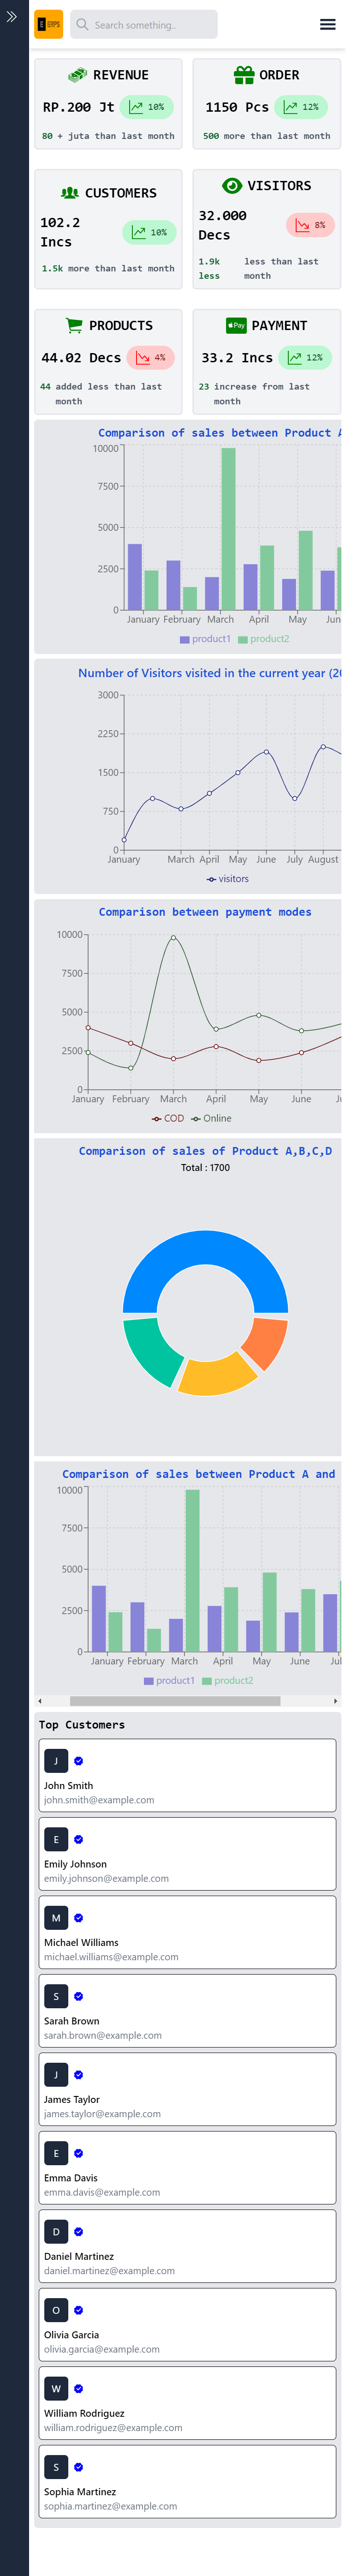 Search something..
REVENUE
RP.200 Jt 10%
80 + juta than last month
ORDER
1150 Pcs 12%
500 more than last month
CUSTOMERS
102.2
Incs
10%
1.5k more than last month
VISITORS
32.000
Decs
8%
1.9k less than last
less month
PRODUCTS
44.02 Decs 4%
44 added less than last
month
PAYMENT
Pay
33.2 Incs 12%
23 increase from last
month
Comparison of sales between Product A
10000
7500
5000
2500
0
January February March April May Jun
product1 product2
Number of Visitors visited in the current year (20
3000
2250
1500
750
0
January March April May June July August
visitors
Comparison between payment modes
10000
7500
5000
2500
0
January February March April May June Ju
COD Online
Comparison of sales of Product A,B,C,D
Total : 1700
Comparison of sales between Product A and
10000
7500
5000
2500
0
January February March April May June Jul
product1 product2
Top Customers
J
John Smith
john.smith@example.com
E
Emily Johnson
emily.johnson@example.com
M
Michael Williams
michael.williams@example.com
S
Sarah Brown
sarah.brown@example.com
J
James Taylor
james.taylor@example.com
E
Emma Davis
emma.davis@example.com
D
Daniel Martinez
daniel.martinez@example.com
O
Olivia Garcia
olivia.garcia@example.com
W
William Rodriguez
william.rodriguez@example.com
S
Sophia Martinez
sophia.martinez@example.com